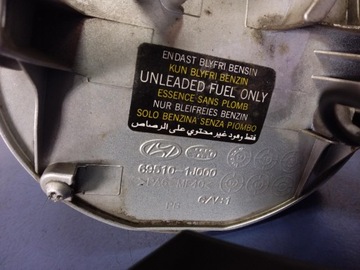 ENDAST BLYFRI BENSIN
KUN BLYFRI BENZIN
UNLEADED FUEL ONLY
ESSENCE SANS PLOMB
NUR BLEIFREIES BENZIN
SOLO BENZINA SENZA PIOMBO
فقط وقود غير محتوي على الرصاص
69510-1J000